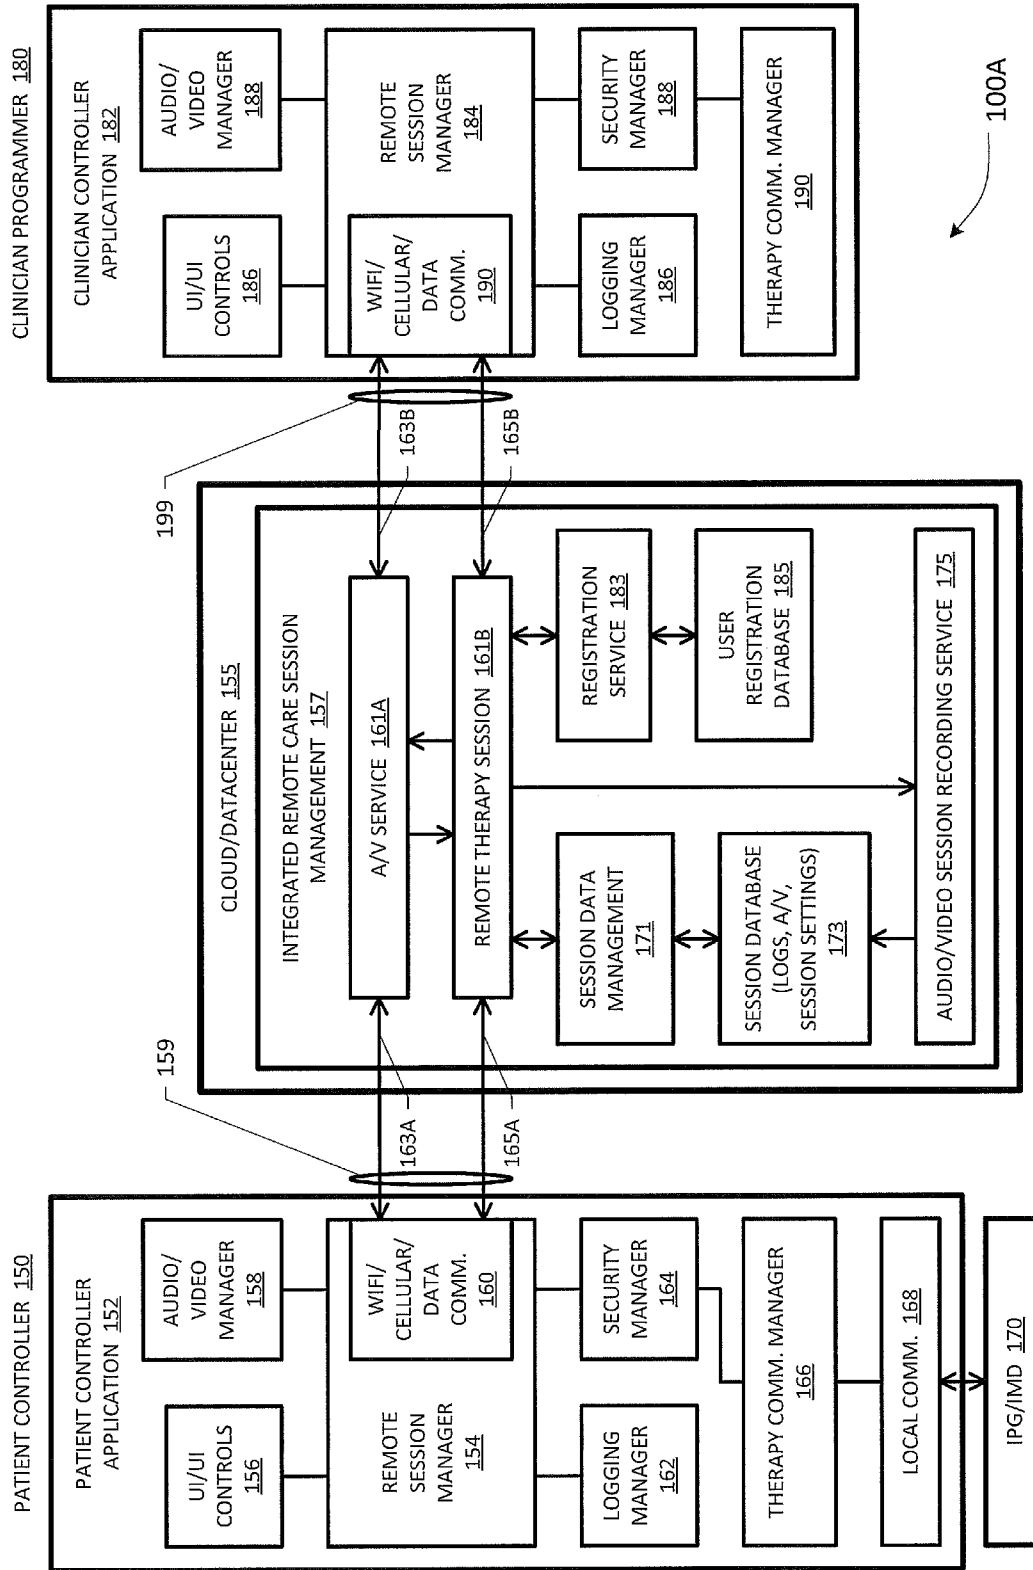 PATIENT CONTROLLER 150
PATIENT CONTROLLER
APPLICATION 152
UI/UI
CONTROLS
156
AUDIO/
VIDEO
MANAGER
158
REMOTE
SESSION
MANAGER
154
WIFI/
CELLULAR/
DATA
COMM.
160
LOGGING
MANAGER
162
SECURITY
MANAGER
164
THERAPY COMM. MANAGER
166
LOCAL COMM. 168
IPG/IMD 170
159
163A
165A
CLOUD/DATACENTER 155
INTEGRATED REMOTE CARE SESSION
MANAGEMENT 157
A/V SERVICE 161A
REMOTE THERAPY SESSION 161B
SESSION DATA
MANAGEMENT
171
REGISTRATION
SERVICE 183
SESSION DATABASE
(LOGS, A/V,
SESSION SETTINGS)
173
USER
REGISTRATION
DATABASE 185
AUDIO/VIDEO SESSION RECORDING SERVICE 175
199
163B
165B
CLINICIAN PROGRAMMER 180
CLINICIAN CONTROLLER
APPLICATION 182
UI/UI
CONTROLS
186
AUDIO/
VIDEO
MANAGER
188
WIFI/
CELLULAR/
DATA
COMM.
190
REMOTE
SESSION
MANAGER
184
LOGGING
MANAGER
186
SECURITY
MANAGER
188
THERAPY COMM. MANAGER
190
100A